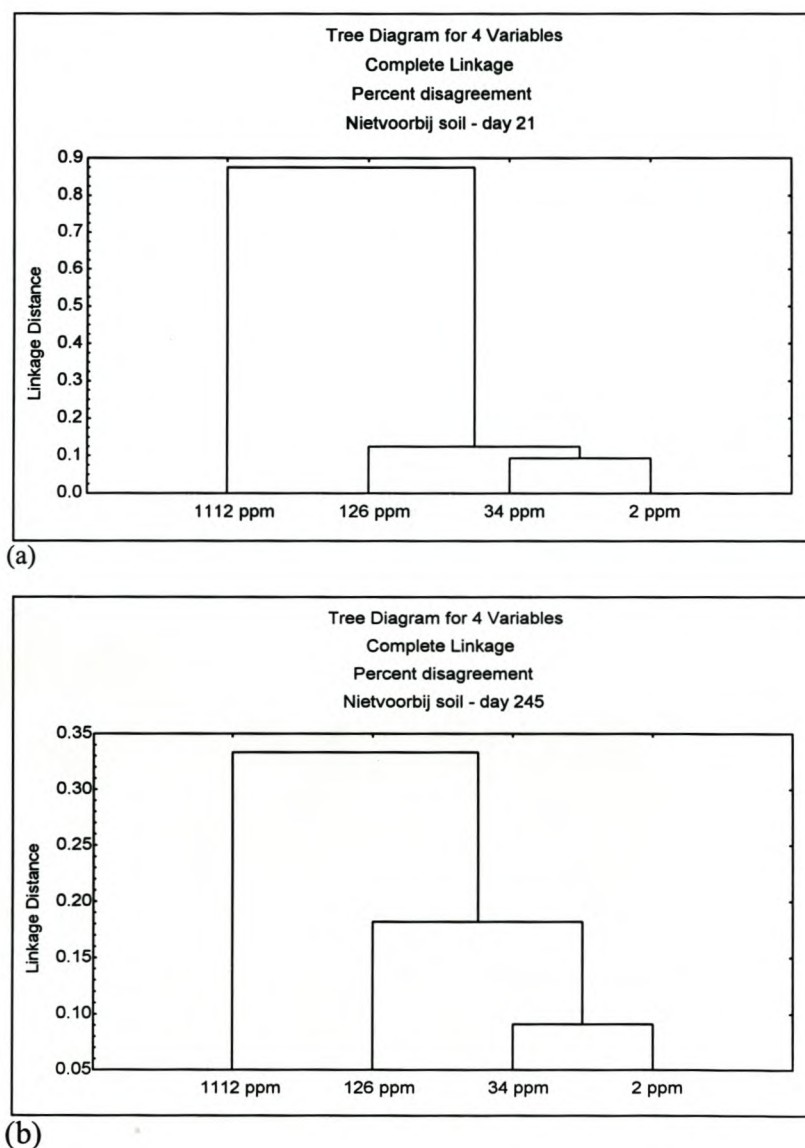 Tree Diagram for 4 Variables
Complete Linkage
Percent disagreement
Nietvoorbij soil - day 21
Linkage Distance
0.9
0.8
0.7
0.6
0.5
0.4
0.3
0.2
0.1
0.0
1112 ppm 126 ppm 34 ppm 2 ppm
(a)
Tree Diagram for 4 Variables
Complete Linkage
Percent disagreement
Nietvoorbij soil - day 245
Linkage Distance
0.35
0.30
0.25
0.20
0.15
0.10
0.05
1112 ppm 126 ppm 34 ppm 2 ppm
(b)